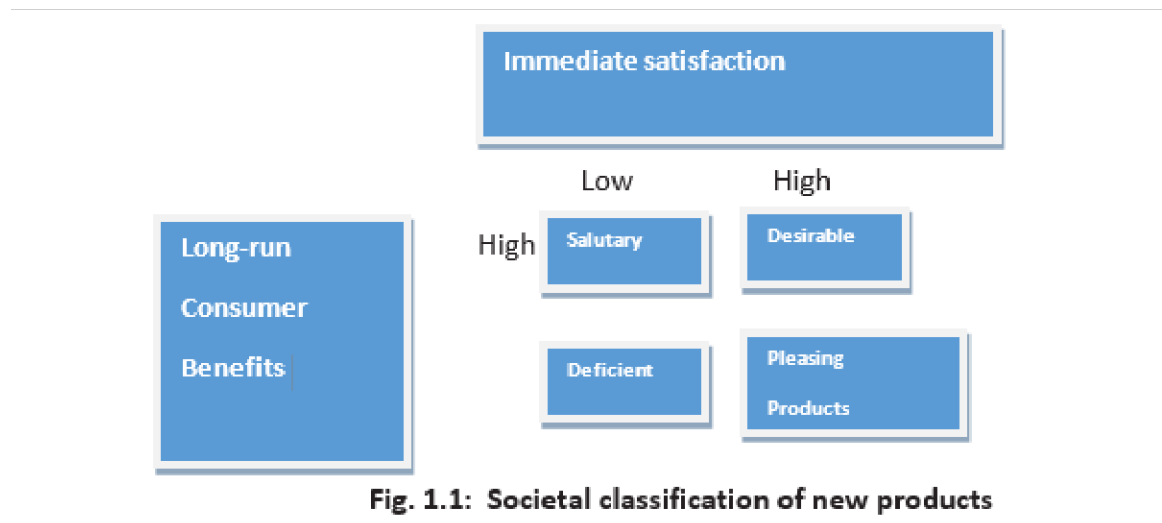 Immediate satisfaction
Low High
Long-run
Consumer
Benefits
High Salutary Desirable
Deficient Pleasing
Products
Fig. 1.1: Societal classification of new products